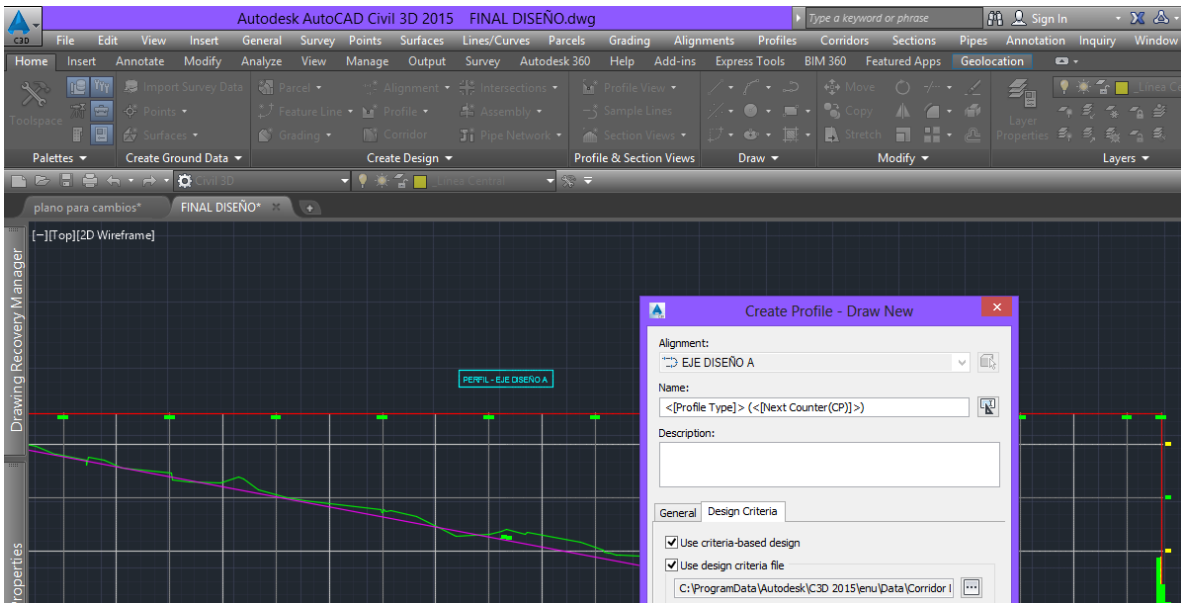 Autodesk AutoCAD Civil 3D 2015 FINAL DISEÑO.dwg
Type a keyword or phrase
Sign In
C3D
File Edit View Insert General Survey Points Surfaces Lines/Curves Parcels Grading Alignments Profiles Corridors Sections Pipes Annotation Inquiry Window
Home Insert Annotate Modify Analyze View Manage Output Survey Autodesk 360 Help Add-ins Express Tools BIM 360 Featured Apps Geolocation
Toolspace
Import Survey Data
Points
Surfaces
Parcel
Feature Line
Grading
Alignment
Profile
Corridor
Intersections
Assembly
Pipe Network
Profile View
Sample Lines
Section Views
Move
Copy
Stretch
Layer
Properties
_Linea Ce
Palettes Create Ground Data Create Design Profile & Section Views Draw Modify Layers
Civil 3D
_Linea Central
plano para cambios* FINAL DISEÑO*
[−][Top][2D Wireframe]
Drawing Recovery Manager
Properties
PERFIL - EJE DISEÑO A
Create Profile - Draw New
Alignment:
EJE DISEÑO A
Name:
<[Profile Type]> (<[Next Counter(CP)]>)
Description:
General Design Criteria
Use criteria-based design
Use design criteria file
C:\ProgramData\Autodesk\C3D 2015\enu\Data\Corridor